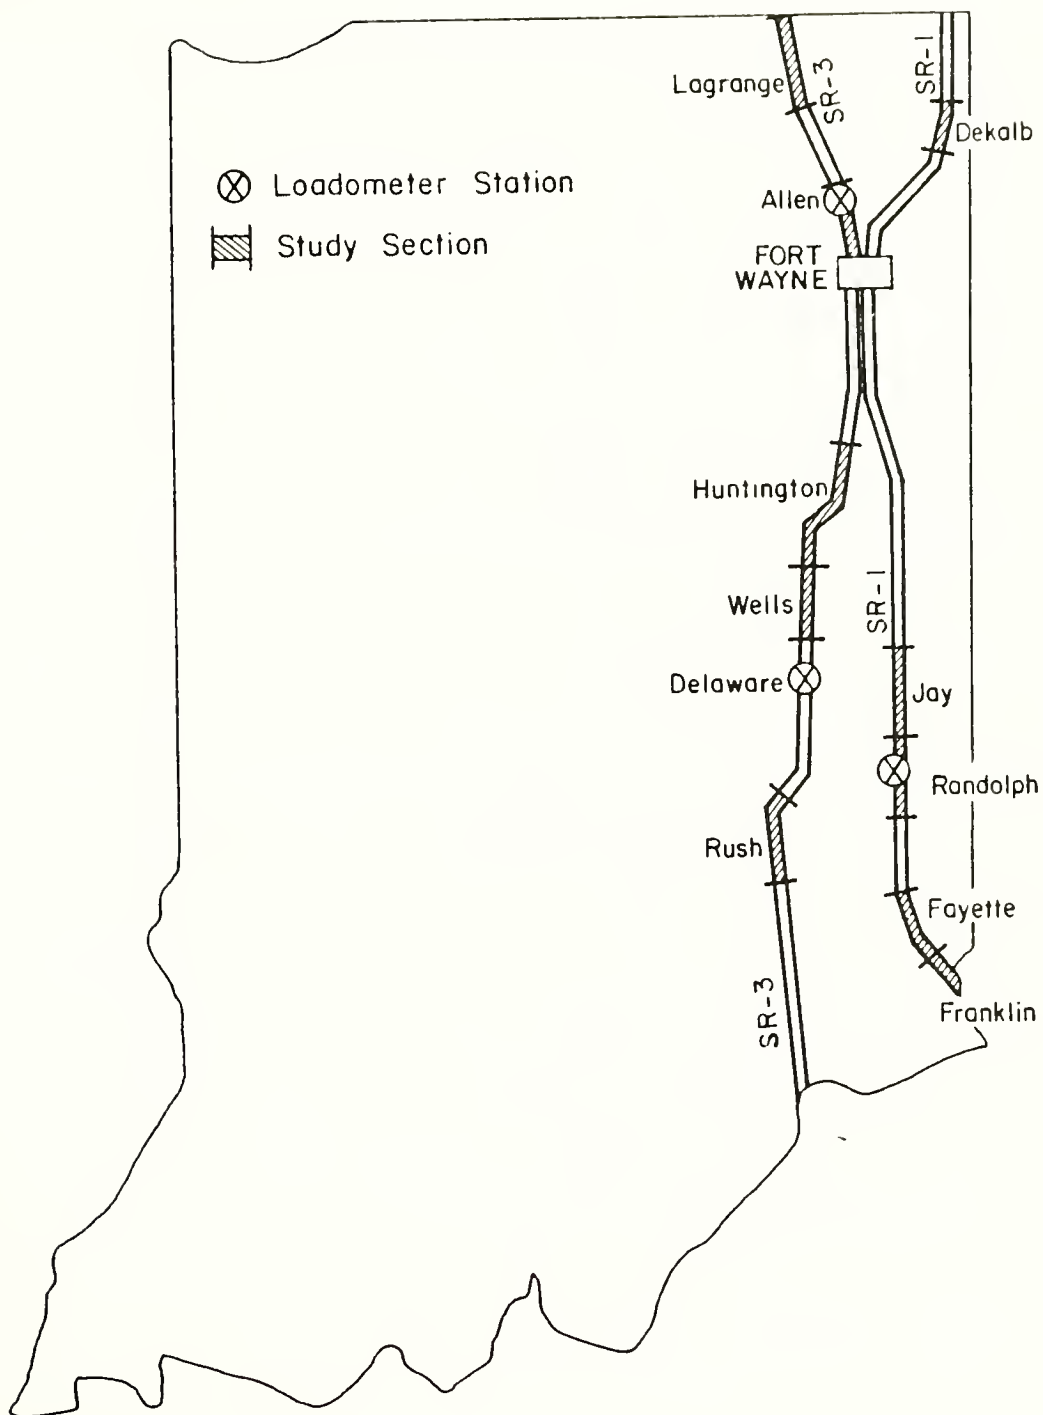 SR-1
Lagrange
SR-3
Dekalb
Loadometer Station
Allen
Study Section
FORT
WAYNE
Huntington
SR-1
Wells
Delaware
Jay
Randolph
Rush
Fayette
SR-3
Franklin